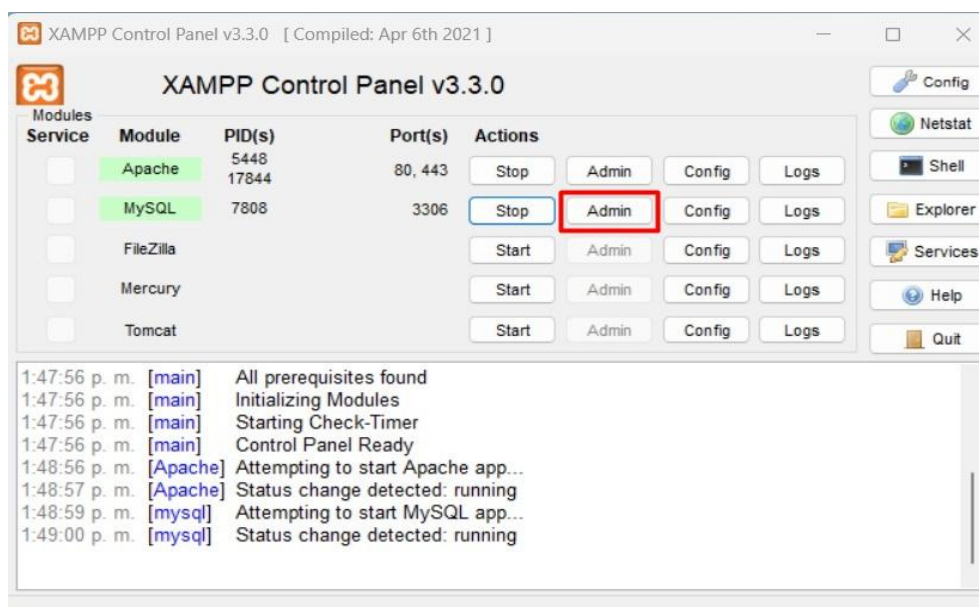 XAMPP Control Panel v3.3.0 [ Compiled: Apr 6th 2021 ]
XAMPP Control Panel v3.3.0
Config
Modules
Service Module PID(s) Port(s) Actions
Netstat
Apache 5448 17844 80, 443 Stop Admin Config Logs
Shell
MySQL 7808 3306 Stop Admin Config Logs
Explorer
FileZilla Start Admin Config Logs
Services
Mercury Start Admin Config Logs
Help
Tomcat Start Admin Config Logs
Quit
1:47:56 p. m. [main] All prerequisites found
1:47:56 p. m. [main] Initializing Modules
1:47:56 p. m. [main] Starting Check-Timer
1:47:56 p. m. [main] Control Panel Ready
1:48:56 p. m. [Apache] Attempting to start Apache app...
1:48:57 p. m. [Apache] Status change detected: running
1:48:59 p. m. [mysql] Attempting to start MySQL app...
1:49:00 p. m. [mysql] Status change detected: running